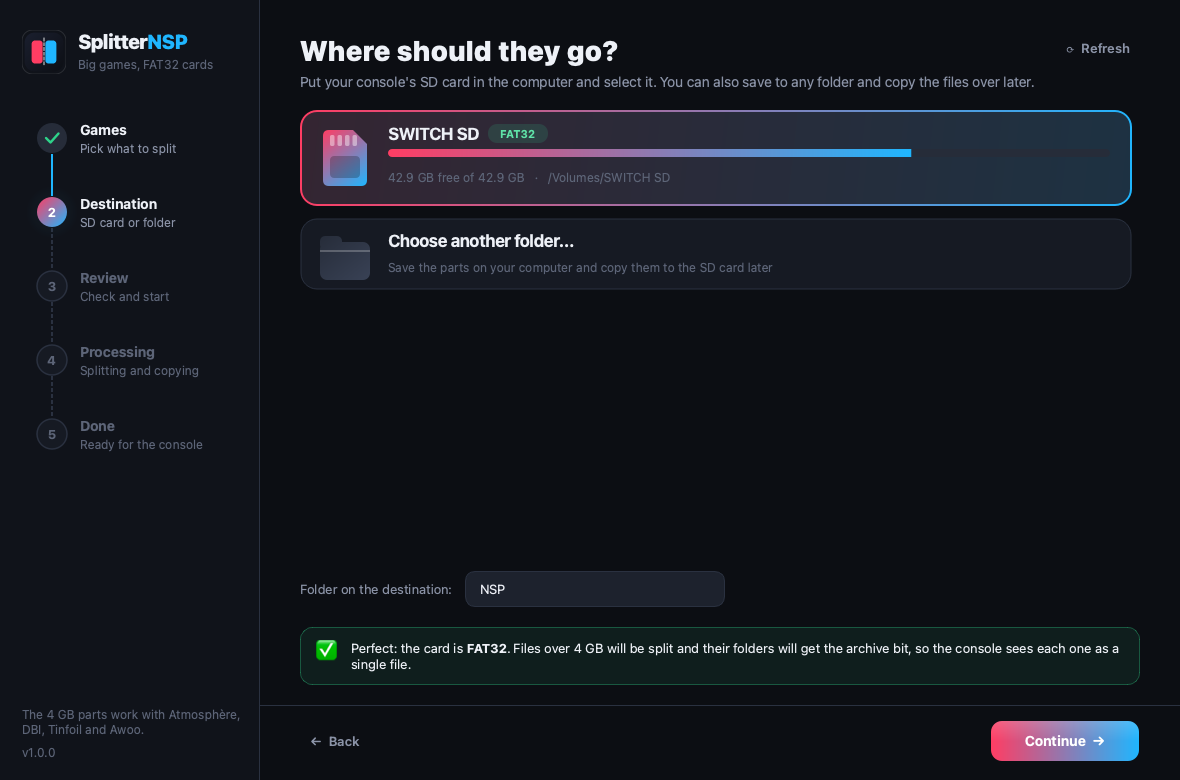 SplitterNSP
Big games, FAT32 cards
Games
Pick what to split
2
Destination
SD card or folder
3
Review
Check and start
4
Processing
Splitting and copying
5
Done
Ready for the console
The 4 GB parts work with Atmosphère,
DBI, Tinfoil and Awoo.
v1.0.0
Where should they go?
⟳ Refresh
Put your console's SD card in the computer and select it. You can also save to any folder and copy the files over later.
SWITCH SD FAT32
42.9 GB free of 42.9 GB · /Volumes/SWITCH SD
Choose another folder...
Save the parts on your computer and copy them to the SD card later
Folder on the destination: NSP
Perfect: the card is FAT32. Files over 4 GB will be split and their folders will get the archive bit, so the console sees each one as a
single file.
← Back
Continue →